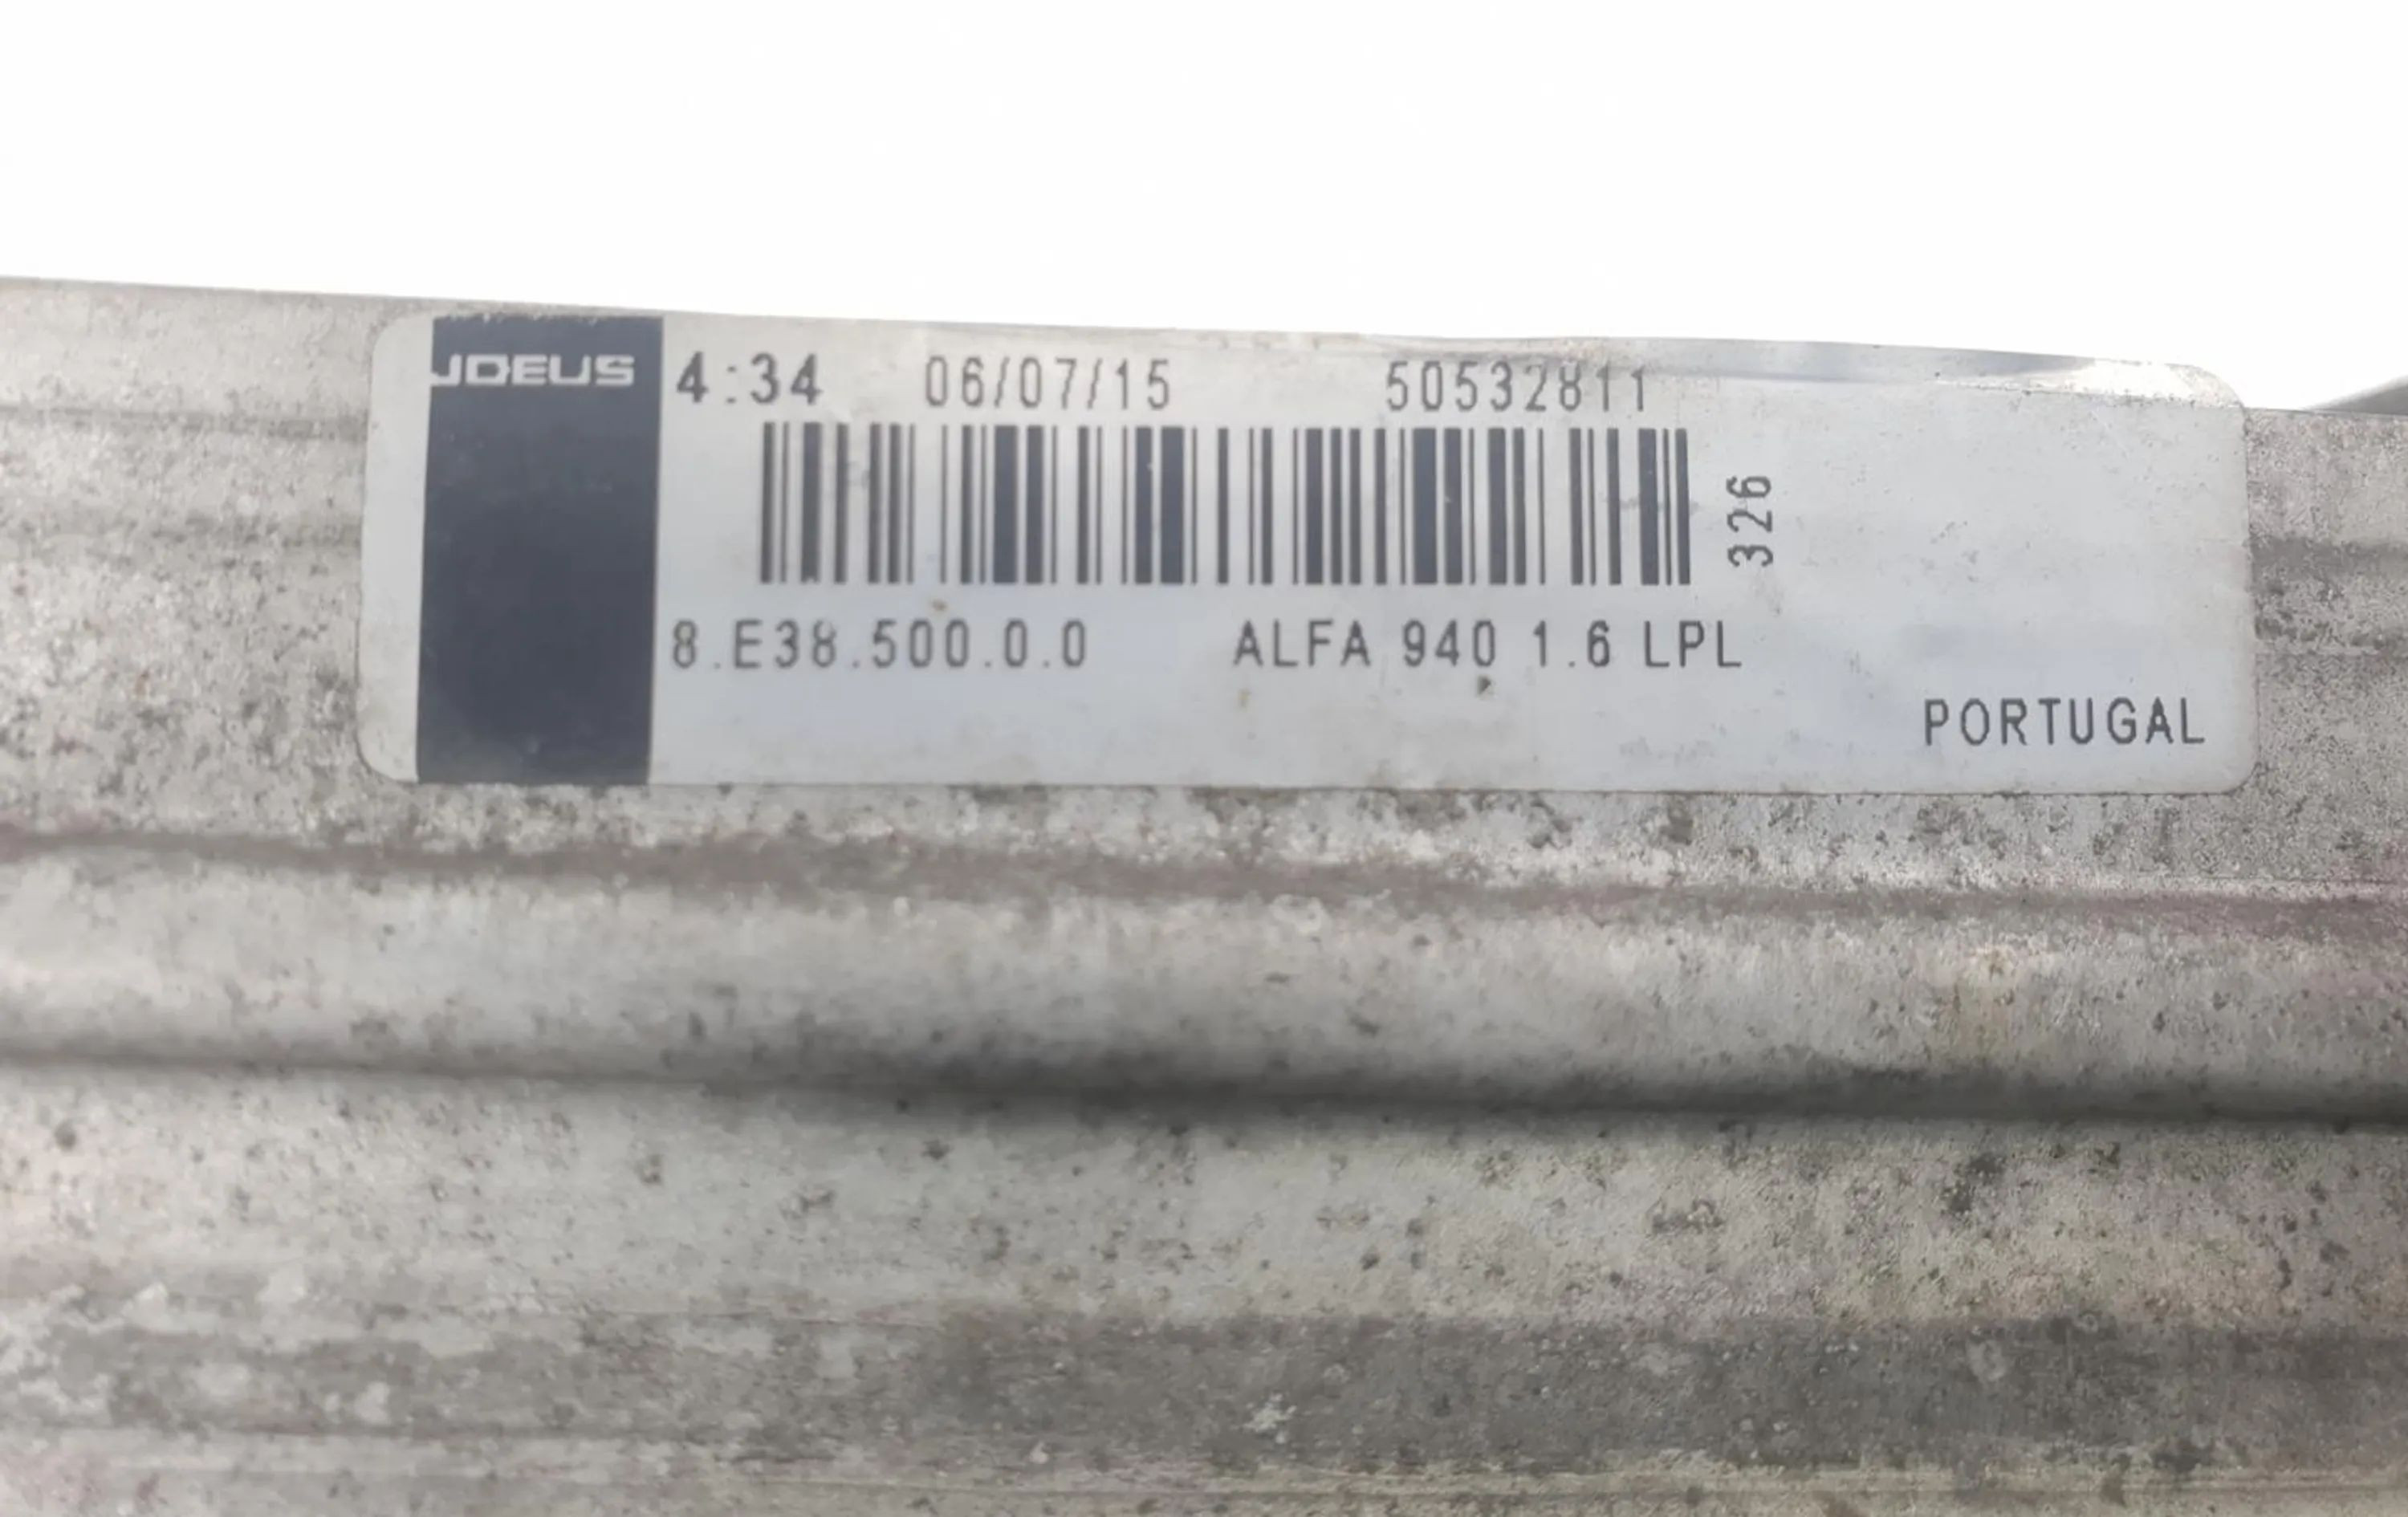 JDEUS 4:34 06/07/15 50532811
326
8.E38.500.0.0 ALFA 940 1.6 LPL
PORTUGAL